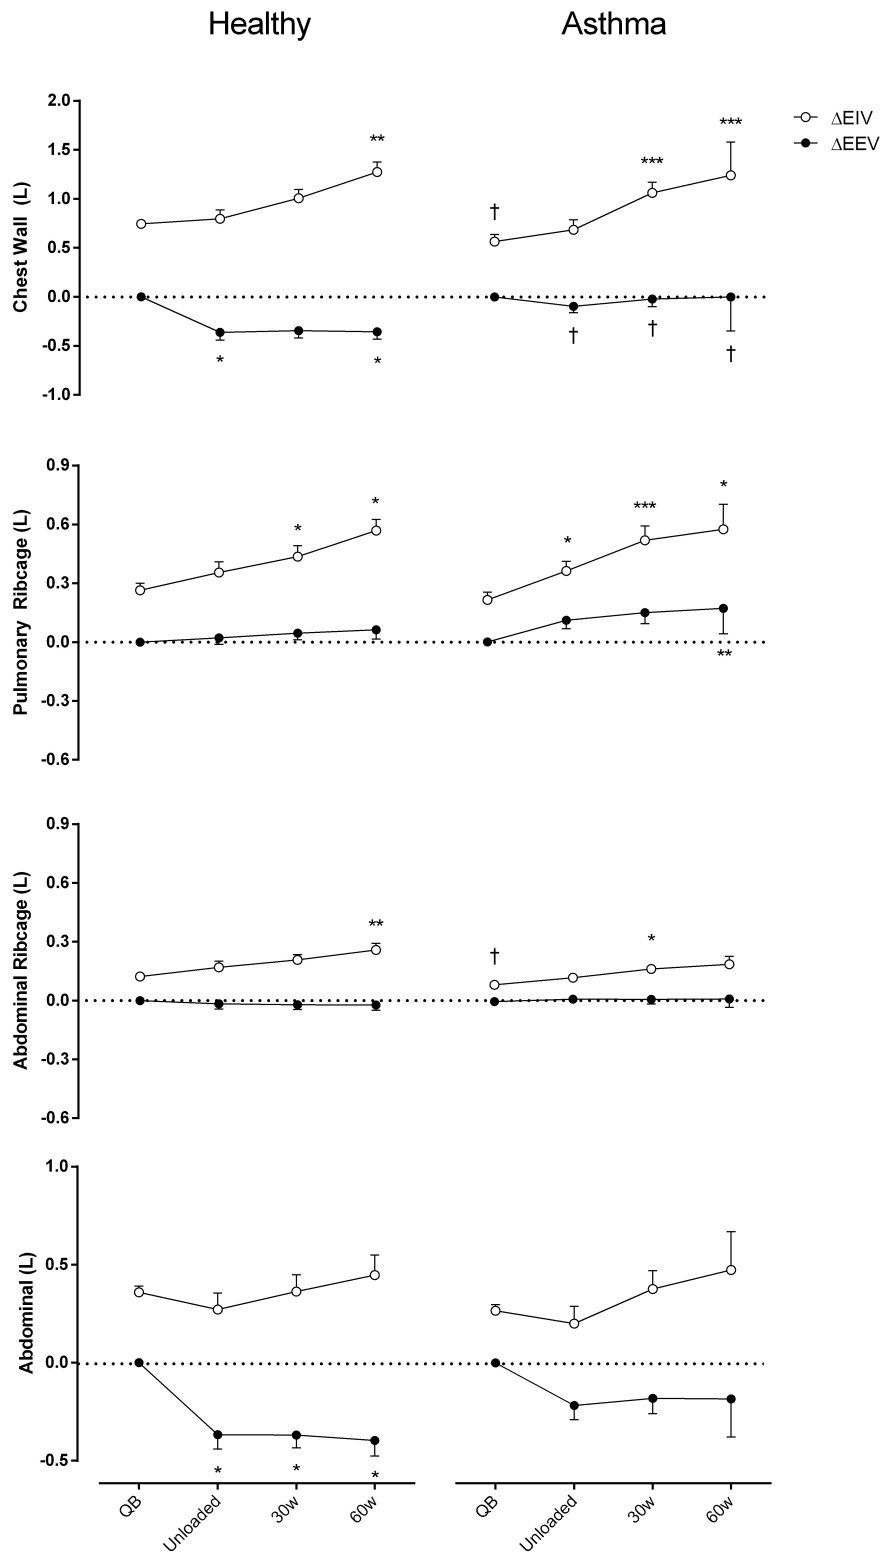 Healthy
Asthma
ΔEIV
ΔEEV
Chest Wall (L)
2.0
1.5
1.0
0.5
0.0
-0.5
-1.0
**
*
*
†
***
***
†
†
†
Pulmonary Ribcage (L)
0.9
0.6
0.3
0.0
-0.3
-0.6
*
*
*
***
*
**
Abdominal Ribcage (L)
0.9
0.6
0.3
0.0
-0.3
-0.6
**
†
*
Abdominal (L)
1.0
0.5
0.0
-0.5
*
*
*
QB
Unloaded
30w
60w
QB
Unloaded
30w
60w